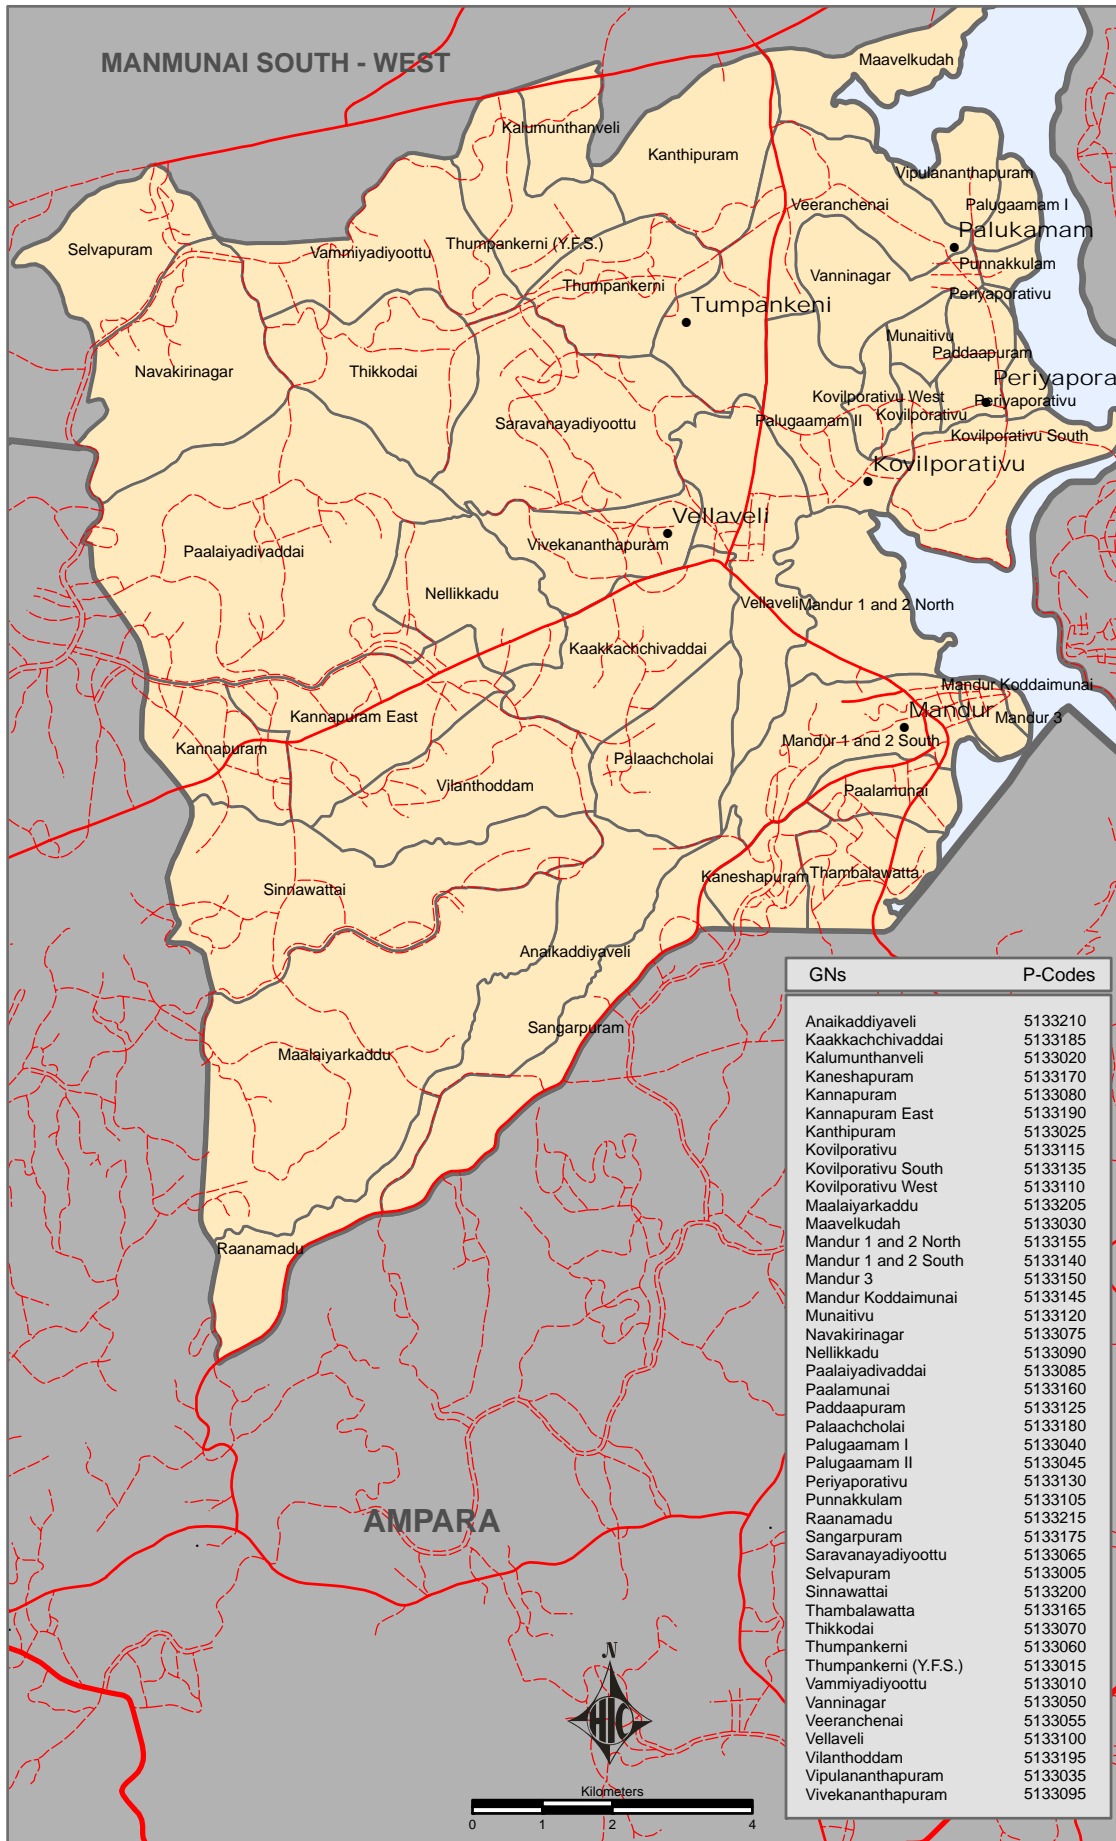 MANMUNAI SOUTH - WEST
Maavelkudah
Kalumunthanveli
Kanthipuram
Vipulananthapuram
Veeranchenai
Palugaamam I
Palukamam
Selvapuram
Vammiyadiyoottu
Thumpankerni (Y.F.S.)
Punnakkulam
Vanninagar
Thumpankerni
Periyaporativu
Tumpankeni
Munaitivu
Paddaapuram
Navakirinagar
Thikkodai
Periyapora
Kovilporativu West
Periyaporativu
Kovilporativu
Saravanayadiyoottu
Palugaamam II
Kovilporativu South
Kovilporativu
Vellaveli
Vivekananthapuram
Paalaiyadivaddai
Nellikkadu
Vellaveli
Mandur 1 and 2 North
Kaakkachchivaddai
Mandur Koddaimunai
Mandur
Mandur 3
Kannapuram East
Mandur 1 and 2 South
Kannapuram
Palaachcholai
Vilanthoddam
Paalamunai
Sinnawattai
Kaneshapuram
Thambalawatta
Anaikaddiyaveli
Sangarpuram
Maalaiyarkaddu
Raanamadu
AMPARA
GNs P-Codes
Anaikaddiyaveli 5133210
Kaakkachchivaddai 5133185
Kalumunthanveli 5133020
Kaneshapuram 5133170
Kannapuram 5133080
Kannapuram East 5133190
Kanthipuram 5133025
Kovilporativu 5133115
Kovilporativu South 5133135
Kovilporativu West 5133110
Maalaiyarkaddu 5133205
Maavelkudah 5133030
Mandur 1 and 2 North 5133155
Mandur 1 and 2 South 5133140
Mandur 3 5133150
Mandur Koddaimunai 5133145
Munaitivu 5133120
Navakirinagar 5133075
Nellikkadu 5133090
Paalaiyadivaddai 5133085
Paalamunai 5133160
Paddaapuram 5133125
Palaachcholai 5133180
Palugaamam I 5133040
Palugaamam II 5133045
Periyaporativu 5133130
Punnakkulam 5133105
Raanamadu 5133215
Sangarpuram 5133175
Saravanayadiyoottu 5133065
Selvapuram 5133005
Sinnawattai 5133200
Thambalawatta 5133165
Thikkodai 5133070
Thumpankerni 5133060
Thumpankerni (Y.F.S.) 5133015
Vammiyadiyoottu 5133010
Vanninagar 5133050
Veeranchenai 5133055
Vellaveli 5133100
Vilanthoddam 5133195
Vipulananthapuram 5133035
Vivekananthapuram 5133095
N
HIC
Kilometers
0 1 2 4